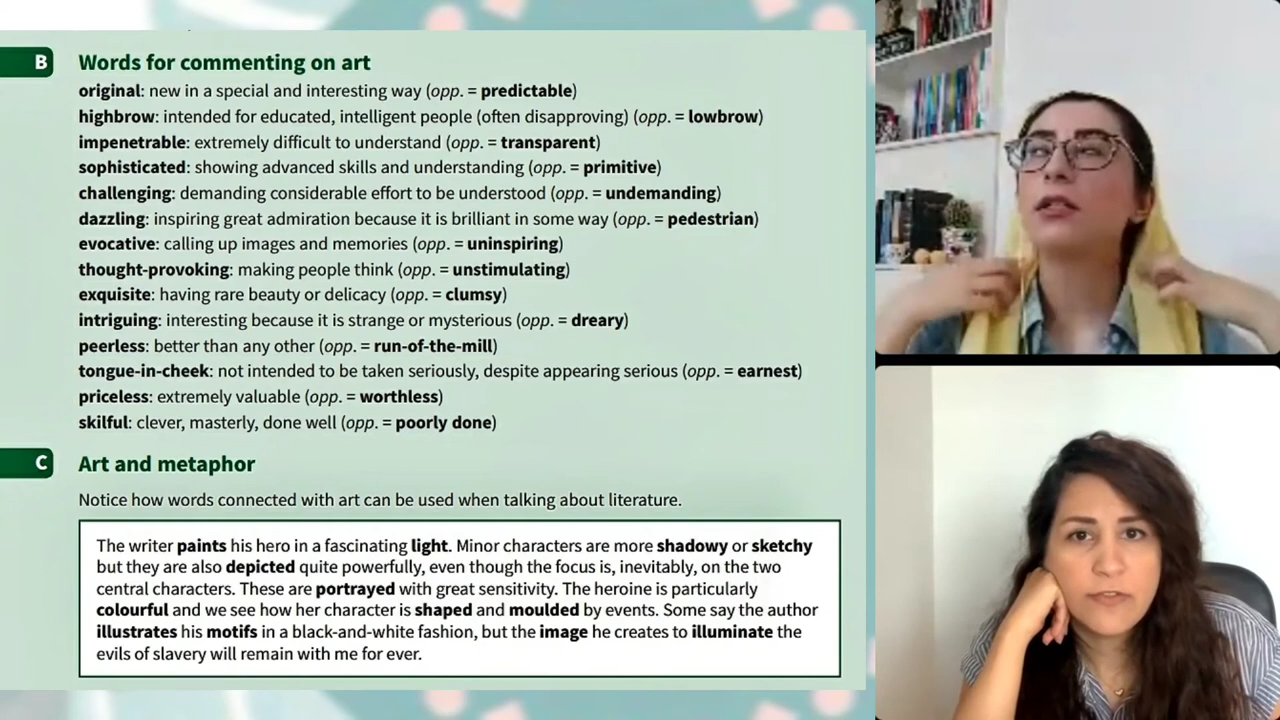 B Words for commenting on art
original: new in a special and interesting way (opp. = predictable)
highbrow: intended for educated, intelligent people (often disapproving) (opp. = lowbrow)
impenetrable: extremely difficult to understand (opp. = transparent)
sophisticated: showing advanced skills and understanding (opp. = primitive)
challenging: demanding considerable effort to be understood (opp. = undemanding)
dazzling: inspiring great admiration because it is brilliant in some way (opp. = pedestrian)
evocative: calling up images and memories (opp. = uninspiring)
thought-provoking: making people think (opp. = unstimulating)
exquisite: having rare beauty or delicacy (opp. = clumsy)
intriguing: interesting because it is strange or mysterious (opp. = dreary)
peerless: better than any other (opp. = run-of-the-mill)
tongue-in-cheek: not intended to be taken seriously, despite appearing serious (opp. = earnest)
priceless: extremely valuable (opp. = worthless)
skilful: clever, masterly, done well (opp. = poorly done)
C Art and metaphor
Notice how words connected with art can be used when talking about literature.
The writer paints his hero in a fascinating light. Minor characters are more shadowy or sketchy
but they are also depicted quite powerfully, even though the focus is, inevitably, on the two
central characters. These are portrayed with great sensitivity. The heroine is particularly
colourful and we see how her character is shaped and moulded by events. Some say the author
illustrates his motifs in a black-and-white fashion, but the image he creates to illuminate the
evils of slavery will remain with me for ever.